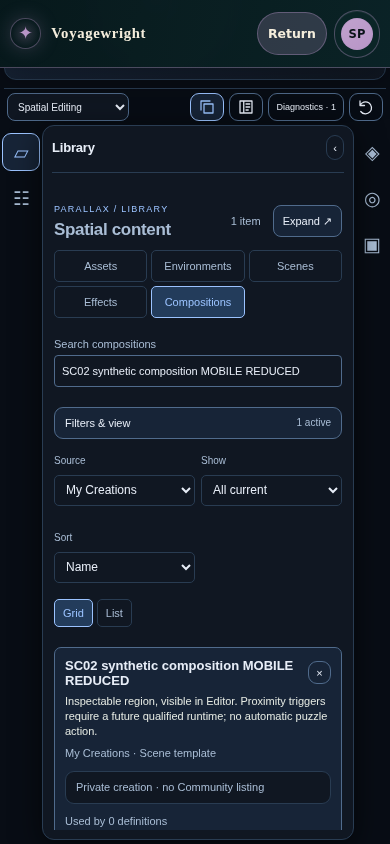 Voyagewright
Return
SP
Spatial Editing
Diagnostics · 1
Library
PARALLAX / LIBRARY
Spatial content
1 item
Expand ↗
Assets
Environments
Scenes
Effects
Compositions
Search compositions
SC02 synthetic composition MOBILE REDUCED
Filters & view
1 active
Source
Show
My Creations
All current
Sort
Name
Grid
List
SC02 synthetic composition MOBILE
REDUCED
×
Inspectable region, visible in Editor. Proximity triggers
require a future qualified runtime; no automatic puzzle
action.
My Creations · Scene template
Private creation · no Community listing
Used by 0 definitions